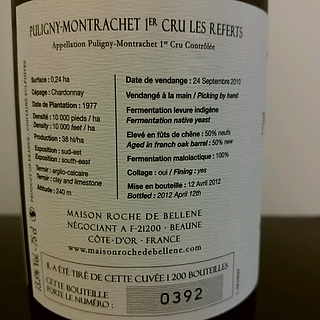 PULIGNY-MONTRACHET 1ER CRU LES REFERTS
Appellation Puligny-Montrachet 1er Cru Contrôlée
Surface : 0,24 ha
Cépage : Chardonnay
Date de Plantation : 1977
Densité : 10 000 pieds / ha
Density : 10 000 feet / ha
Production : 38 hl/ha
Exposition : sud-est
Exposition : south-east
Terroir : argilo-calcaire
Terroir : clay and limestone
Altitude : 240 m
Date de vendange : 24 Septembre 2010
Vendangé à la main / Picking by hand
Fermentation levure indigène
Fermentation native yeast
Elevé en fûts de chêne : 50% neufs
Aged in french oak barrel : 50% new
Fermentation malolactique : 100%
Collage : oui / Fining : yes
Mise en bouteille : 12 Avril 2012
Bottled : 2012 April 12th
MAISON ROCHE DE BELLENE
NÉGOCIANT A F-21200 - BEAUNE
CÔTE-D'OR - FRANCE
www.maisonrochedebellene.com
IL A ÉTÉ TIRÉ DE CETTE CUVÉE 1 200 BOUTEILLES
CETTE BOUTEILLE
PORTE LE NUMÉRO :
0392